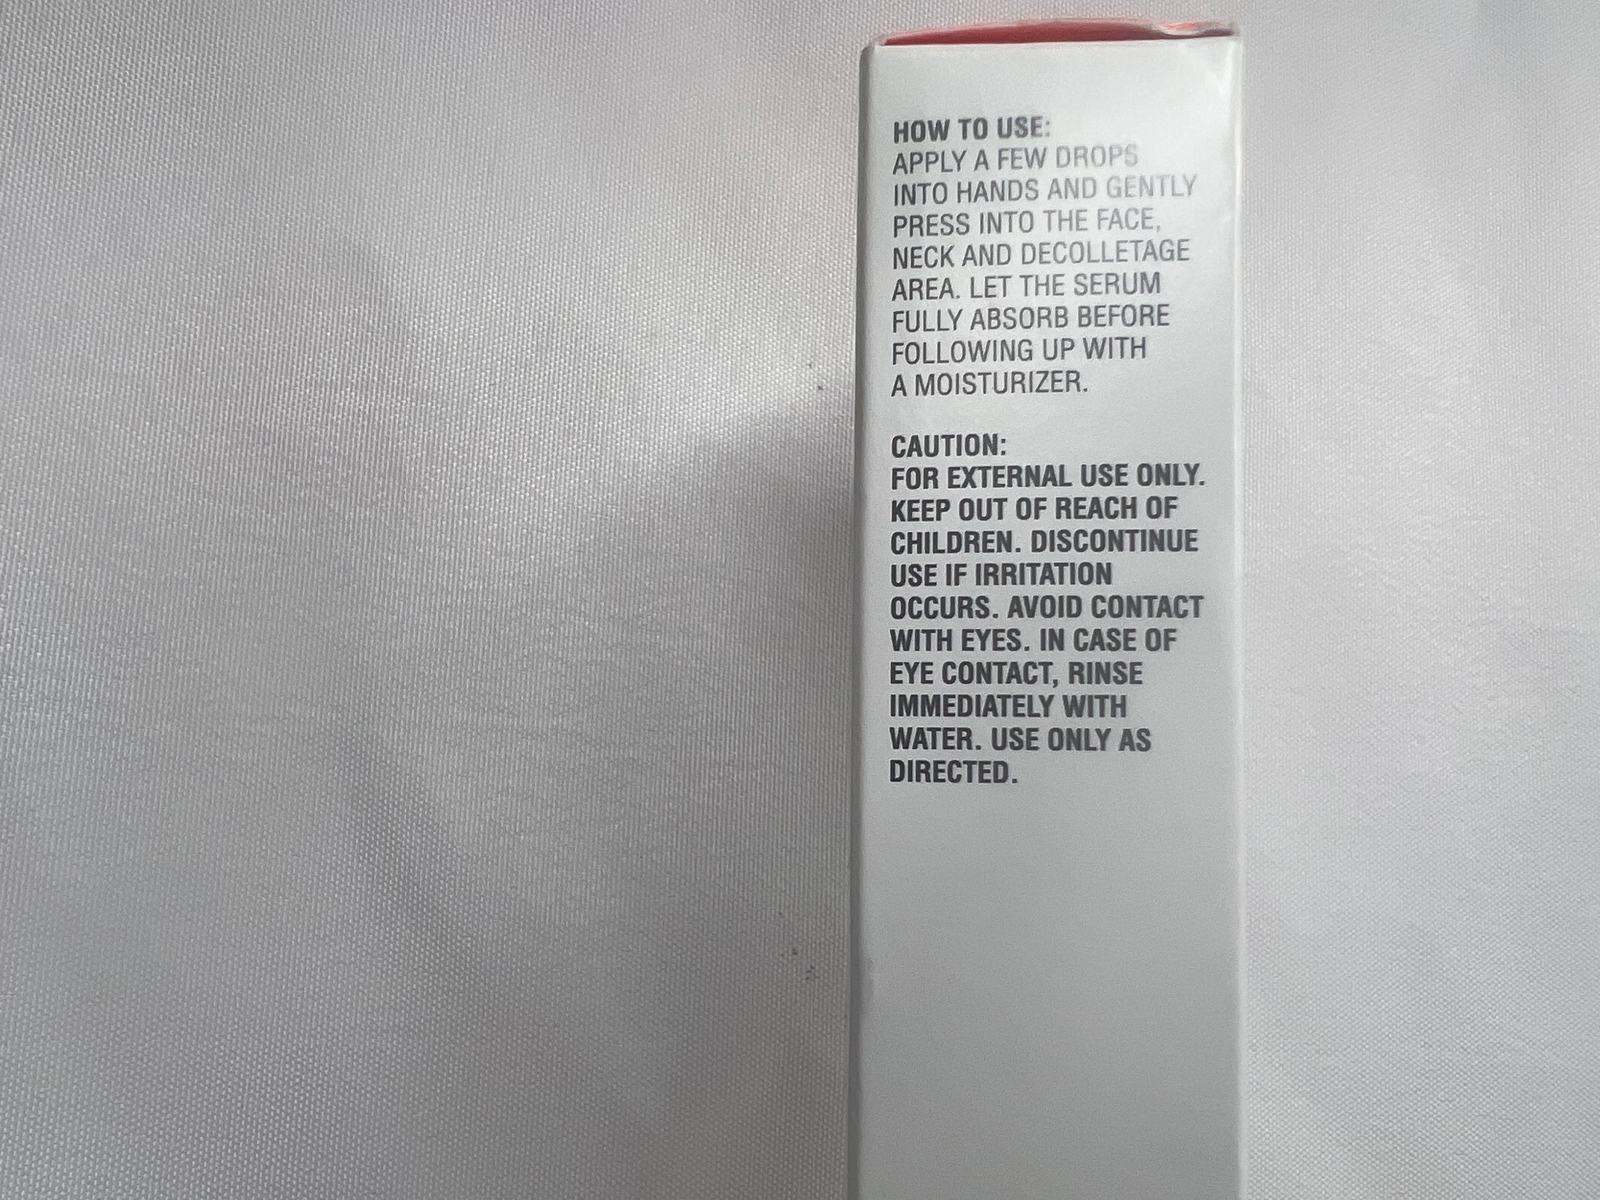 HOW TO USE:
APPLY A FEW DROPS
INTO HANDS AND GENTLY
PRESS INTO THE FACE,
NECK AND DECOLLETAGE
AREA. LET THE SERUM
FULLY ABSORB BEFORE
FOLLOWING UP WITH
A MOISTURIZER.
CAUTION:
FOR EXTERNAL USE ONLY.
KEEP OUT OF REACH OF
CHILDREN. DISCONTINUE
USE IF IRRITATION
OCCURS. AVOID CONTACT
WITH EYES. IN CASE OF
EYE CONTACT, RINSE
IMMEDIATELY WITH
WATER. USE ONLY AS
DIRECTED.